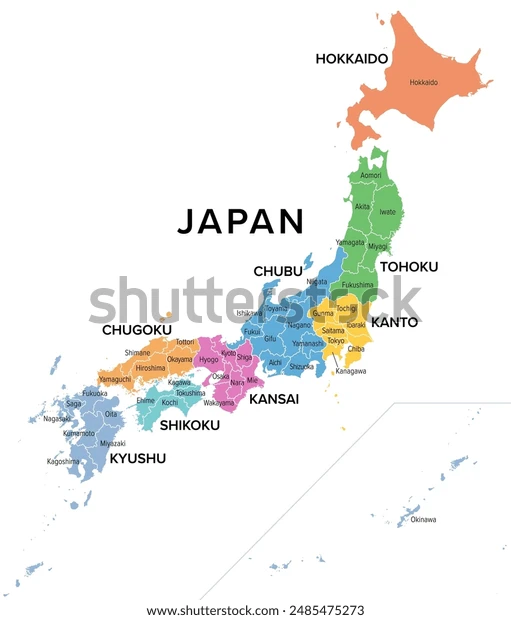 HOKKAIDO
Hokkaido
Aomori
Akita
Iwate
JAPAN
Yamagata
Miyagi
TOHOKU
CHUBU
Niigata
Fukushima
shutterstock
Toyama
Ishikawa
Tochigi
Gunma
Ibaraki
KANTO
CHUGOKU
Nagano
Saitama
Fukui
Gifu
Tokyo
Yamanashi
Chiba
Tottori
Shimane
Okayama
Hyogo
Kyoto
Shiga
Aichi
Shizuoka
Kanagawa
Hiroshima
Yamaguchi
Osaka
Nara
Mie
Kagawa
Tokushima
Wakayama
KANSAI
Ehime
Kochi
SHIKOKU
Fukuoka
Saga
Oita
Nagasaki
Kumamoto
Miyazaki
Kagoshima
KYUSHU
Okinawa
shutterstock.com · 2485475273